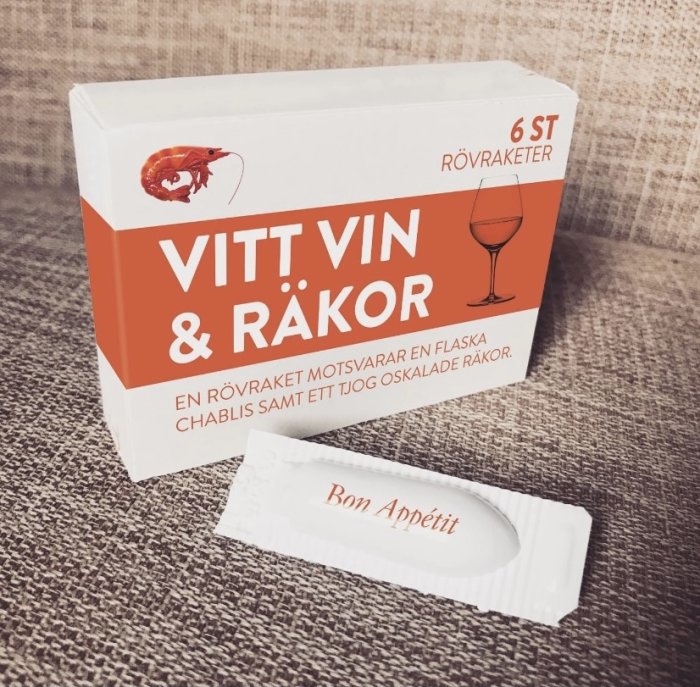 6 ST
RÖVRAKETER
VITT VIN
& RÄKOR
EN RÖVRAKET MOTSVARAR EN FLASKA
CHABLIS SAMT ETT TJOG OSKALADE RÄKOR.
Bon Appétit